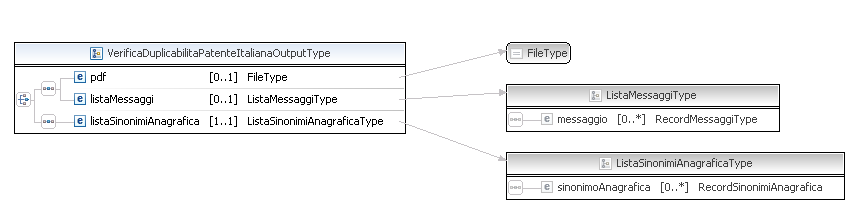 VerificaDuplicabilitaPatenteItalianaOutputType
e pdf [0..1] FileType
e listaMessaggi [0..1] ListaMessaggiType
e listaSinonimiAnagrafica [1..1] ListaSinonimiAnagraficaType
FileType
ListaMessaggiType
e messaggio [0..*] RecordMessaggiType
ListaSinonimiAnagraficaType
e sinonimoAnagrafica [0..*] RecordSinonimiAnagrafica